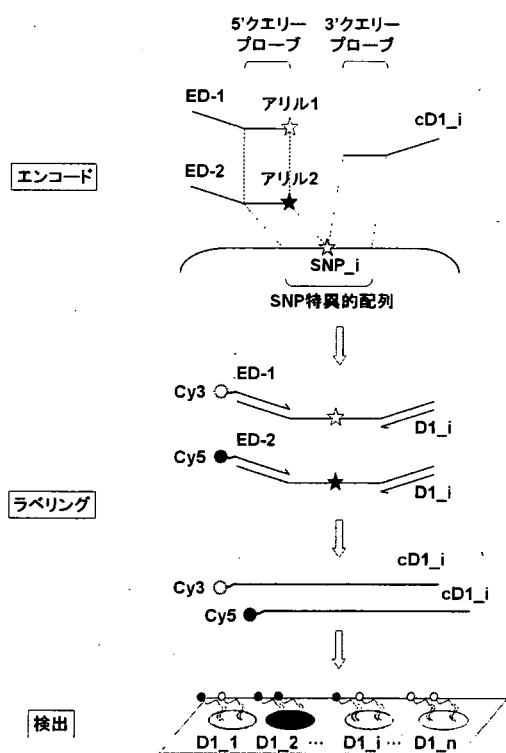 5'クエリー
プローブ
3'クエリー
プローブ
ED-1
アリル1
cD1_i
エンコード
ED-2
アリル2
SNP_i
SNP特異的配列
ED-1
Cy3
D1_i
ED-2
Cy5
D1_i
ラベリング
cD1_i
Cy3
cD1_i
Cy5
検出
D1_1 D1_2 … D1_i … D1_n